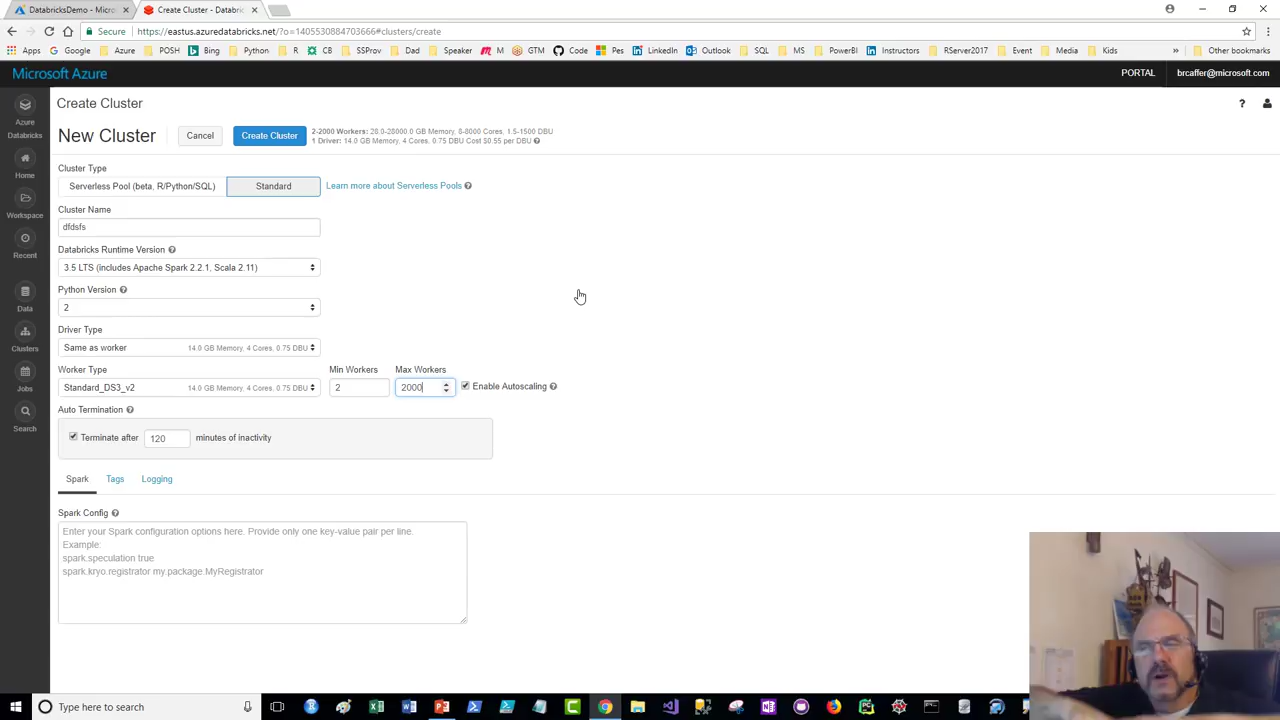 DatabricksDemo - Micro
Create Cluster - Databric
Secure https://eastus.azuredatabricks.net/?o=1405530884703666#clusters/create
Apps Google Azure POSH Bing Python R CB SSProv Dad Speaker M GTM Code Pes LinkedIn Outlook SQL MS PowerBI Instructors RServer2017 Event Media Kids » Other bookmarks
Microsoft Azure PORTAL brcaffer@microsoft.com
Azure Databricks
Home
Workspace
Recent
Data
Clusters
Jobs
Search
Create Cluster
New Cluster Cancel Create Cluster
2-2000 Workers: 28.0-28000.0 GB Memory, 8-8000 Cores, 1.5-1500 DBU
1 Driver: 14.0 GB Memory, 4 Cores, 0.75 DBU Cost $0.55 per DBU ?
Cluster Type
Serverless Pool (beta, R/Python/SQL) Standard Learn more about Serverless Pools ?
Cluster Name
dfdsfs
Databricks Runtime Version ?
3.5 LTS (includes Apache Spark 2.2.1, Scala 2.11)
Python Version ?
2
Driver Type
Same as worker 14.0 GB Memory, 4 Cores, 0.75 DBU
Worker Type Min Workers Max Workers
Standard_DS3_v2 14.0 GB Memory, 4 Cores, 0.75 DBU 2 2000 Enable Autoscaling ?
Auto Termination ?
Terminate after 120 minutes of inactivity
Spark Tags Logging
Spark Config ?
Enter your Spark configuration options here. Provide only one key-value pair per line.
Example:
spark.speculation true
spark.kryo.registrator my.package.MyRegistrator
Type here to search